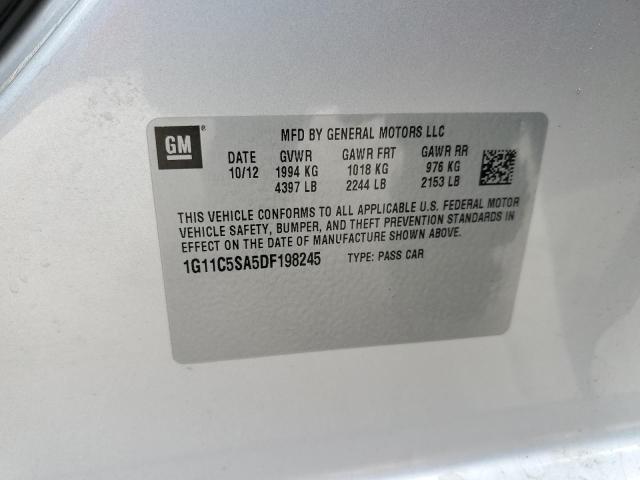 GM® MFD BY GENERAL MOTORS LLC
DATE GVWR GAWR FRT GAWR RR
10/12 1994 KG 1018 KG 976 KG
4397 LB 2244 LB 2153 LB
THIS VEHICLE CONFORMS TO ALL APPLICABLE U.S. FEDERAL MOTOR
VEHICLE SAFETY, BUMPER, AND THEFT PREVENTION STANDARDS IN
EFFECT ON THE DATE OF MANUFACTURE SHOWN ABOVE.
1G11C5SA5DF198245 TYPE: PASS CAR